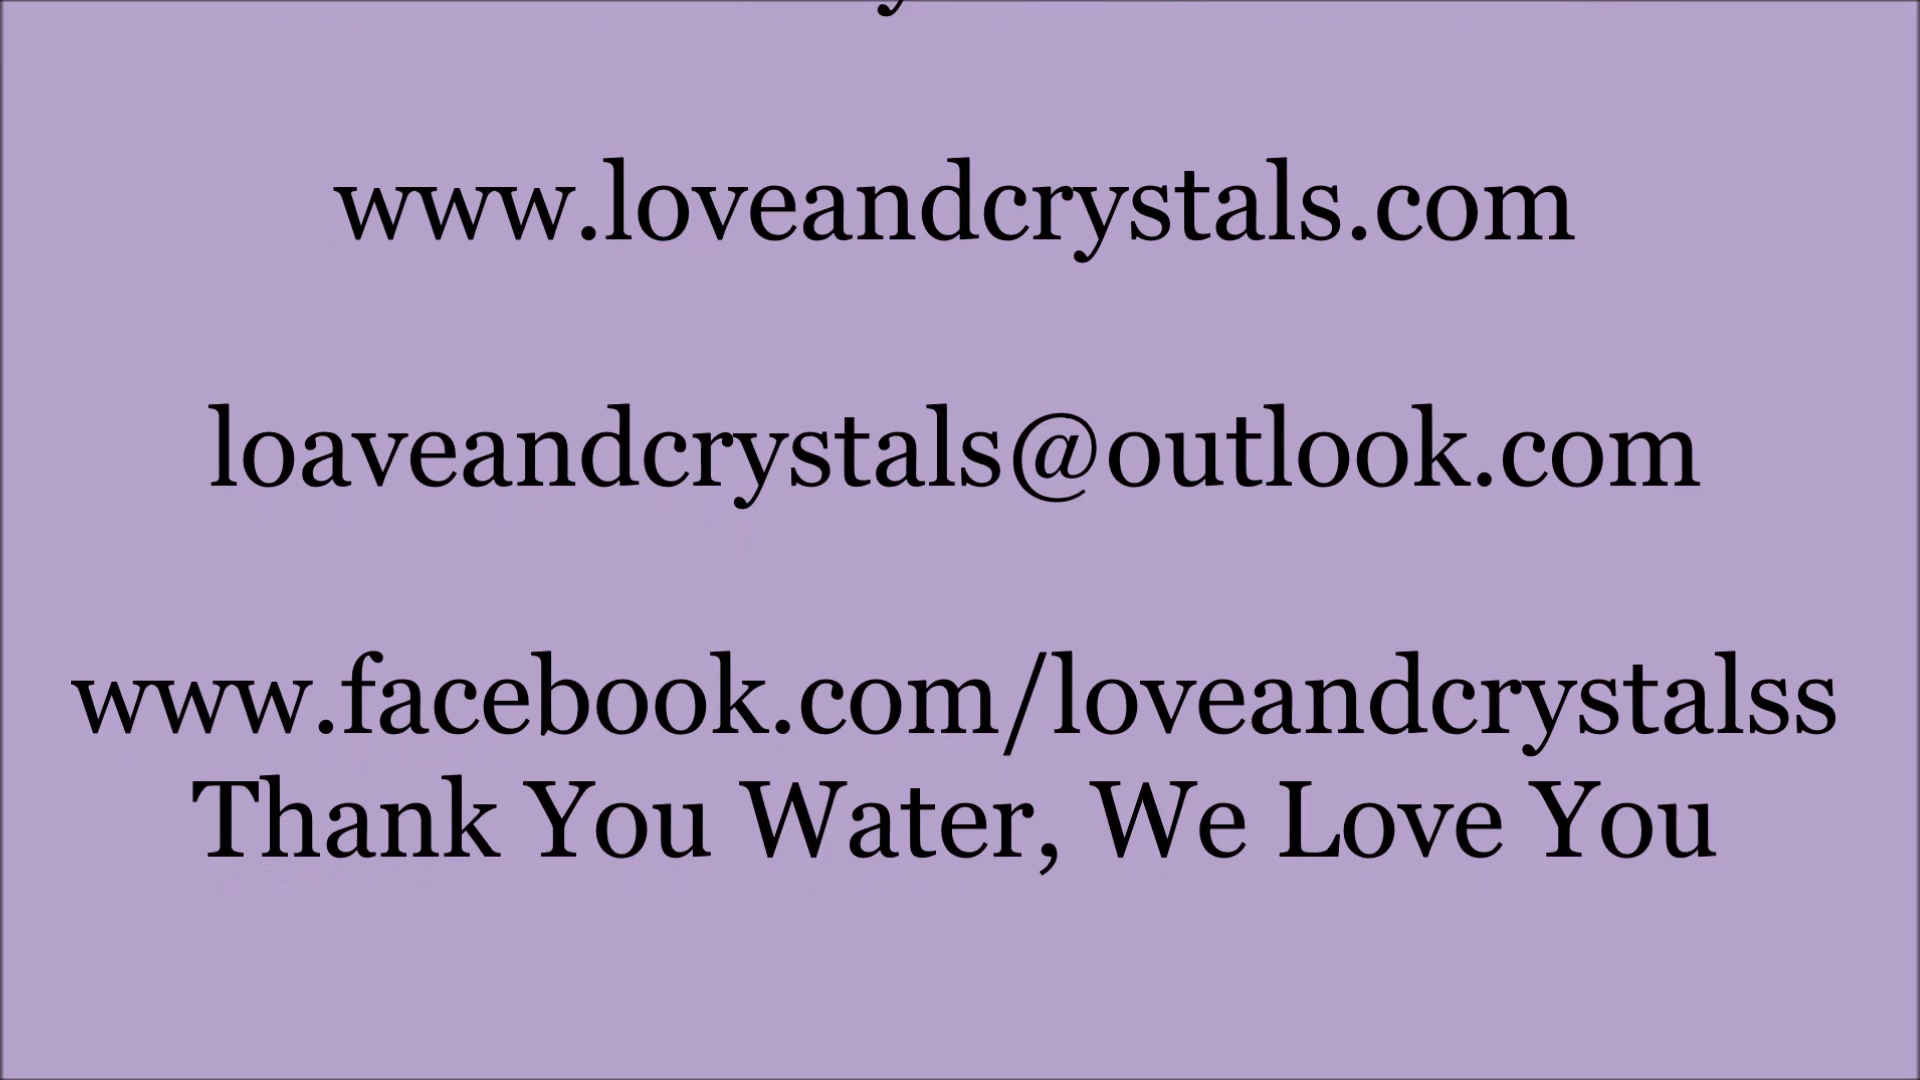 www.loveandcrystals.com
loaveandcrystals@outlook.com
www.facebook.com/loveandcrystalss
Thank You Water, We Love You